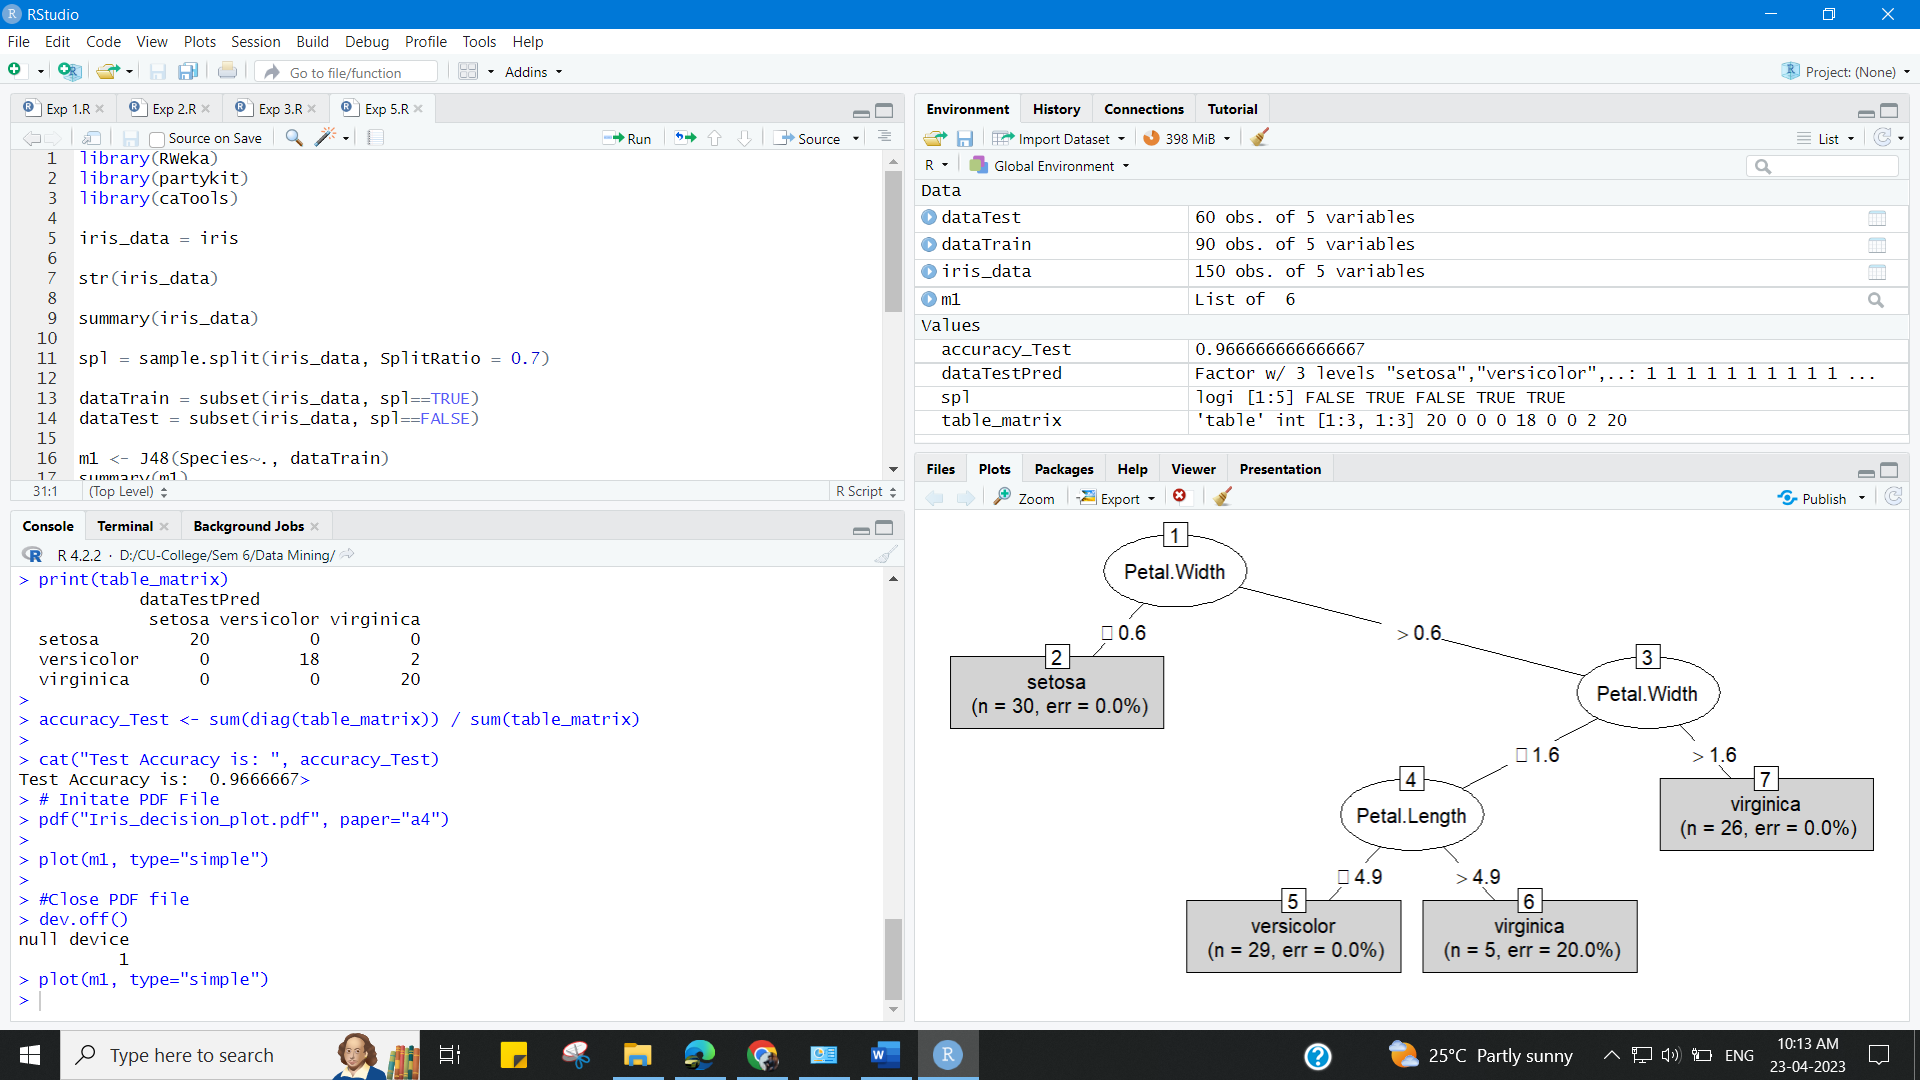 RStudio
File Edit Code View Plots Session Build Debug Profile Tools Help
Go to file/function Addins Project: (None)
Exp 1.R Exp 2.R Exp 3.R Exp 5.R
Source on Save Run Source
1 library(RWeka)
2 library(partykit)
3 library(caTools)
4
5 iris_data = iris
6
7 str(iris_data)
8
9 summary(iris_data)
10
11 spl = sample.split(iris_data, SplitRatio = 0.7)
12
13 dataTrain = subset(iris_data, spl==TRUE)
14 dataTest = subset(iris_data, spl==FALSE)
15
16 m1 <- J48(Species~., dataTrain)
17 summary(m1)
31:1 (Top Level) R Script
Console Terminal Background Jobs
R 4.2.2 · D:/CU-College/Sem 6/Data Mining/
> print(table_matrix)
dataTestPred
setosa versicolor virginica
setosa 20 0 0
versicolor 0 18 2
virginica 0 0 20
>
> accuracy_Test <- sum(diag(table_matrix)) / sum(table_matrix)
>
> cat("Test Accuracy is: ", accuracy_Test)
Test Accuracy is:  0.9666667>
> # Initate PDF File
> pdf("Iris_decision_plot.pdf", paper="a4")
>
> plot(m1, type="simple")
>
> #Close PDF file
> dev.off()
null device
1
> plot(m1, type="simple")
>
Environment History Connections Tutorial
Import Dataset 398 MiB List
R Global Environment
Data
dataTest 60 obs. of 5 variables
dataTrain 90 obs. of 5 variables
iris_data 150 obs. of 5 variables
m1 List of  6
Values
accuracy_Test 0.966666666666667
dataTestPred Factor w/ 3 levels "setosa","versicolor",..: 1 1 1 1 1 1 1 1 1 1 ...
spl logi [1:5] FALSE TRUE FALSE TRUE TRUE
table_matrix 'table' int [1:3, 1:3] 20 0 0 0 18 0 0 2 20
Files Plots Packages Help Viewer Presentation
Zoom Export Publish
1
Petal.Width
▯ 0.6 > 0.6
2
setosa
(n = 30, err = 0.0%)
3
Petal.Width
▯ 1.6 > 1.6
4
Petal.Length
7
virginica
(n = 26, err = 0.0%)
▯ 4.9 > 4.9
5
versicolor
(n = 29, err = 0.0%)
6
virginica
(n = 5, err = 20.0%)
Type here to search
25°C Partly sunny
ENG
10:13 AM
23-04-2023